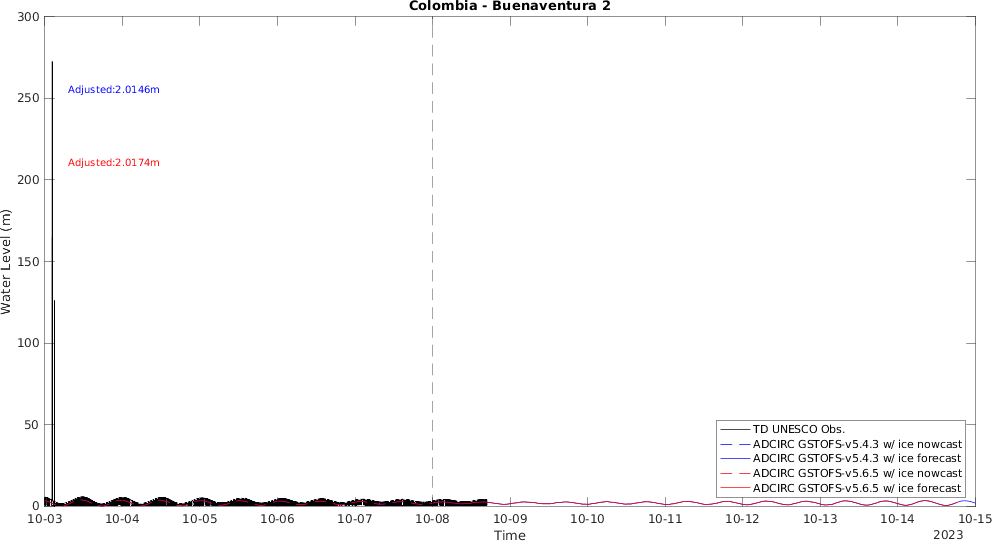 Colombia - Buenaventura 2
300
250
200
150
100
50
0
Water Level (m)
Adjusted:2.0146m
Adjusted:2.0174m
TD UNESCO Obs.
ADCIRC GSTOFS-v5.4.3 w/ ice nowcast
ADCIRC GSTOFS-v5.4.3 w/ ice forecast
ADCIRC GSTOFS-v5.6.5 w/ ice nowcast
ADCIRC GSTOFS-v5.6.5 w/ ice forecast
10-03 10-04 10-05 10-06 10-07 10-08 10-09 10-10 10-11 10-12 10-13 10-14 10-15
Time
2023